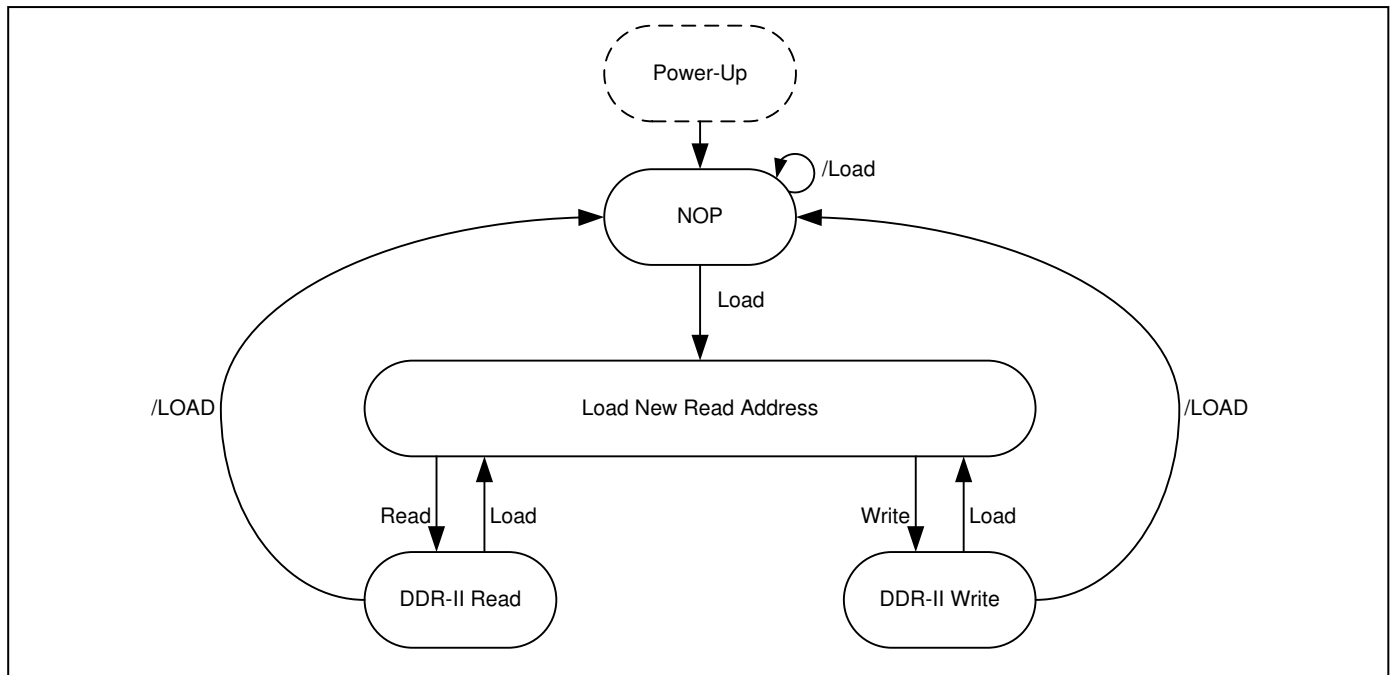 Power-Up
/Load
NOP
Load
/LOAD
Load New Read Address
/LOAD
Read
Load
Write
Load
DDR-II Read
DDR-II Write